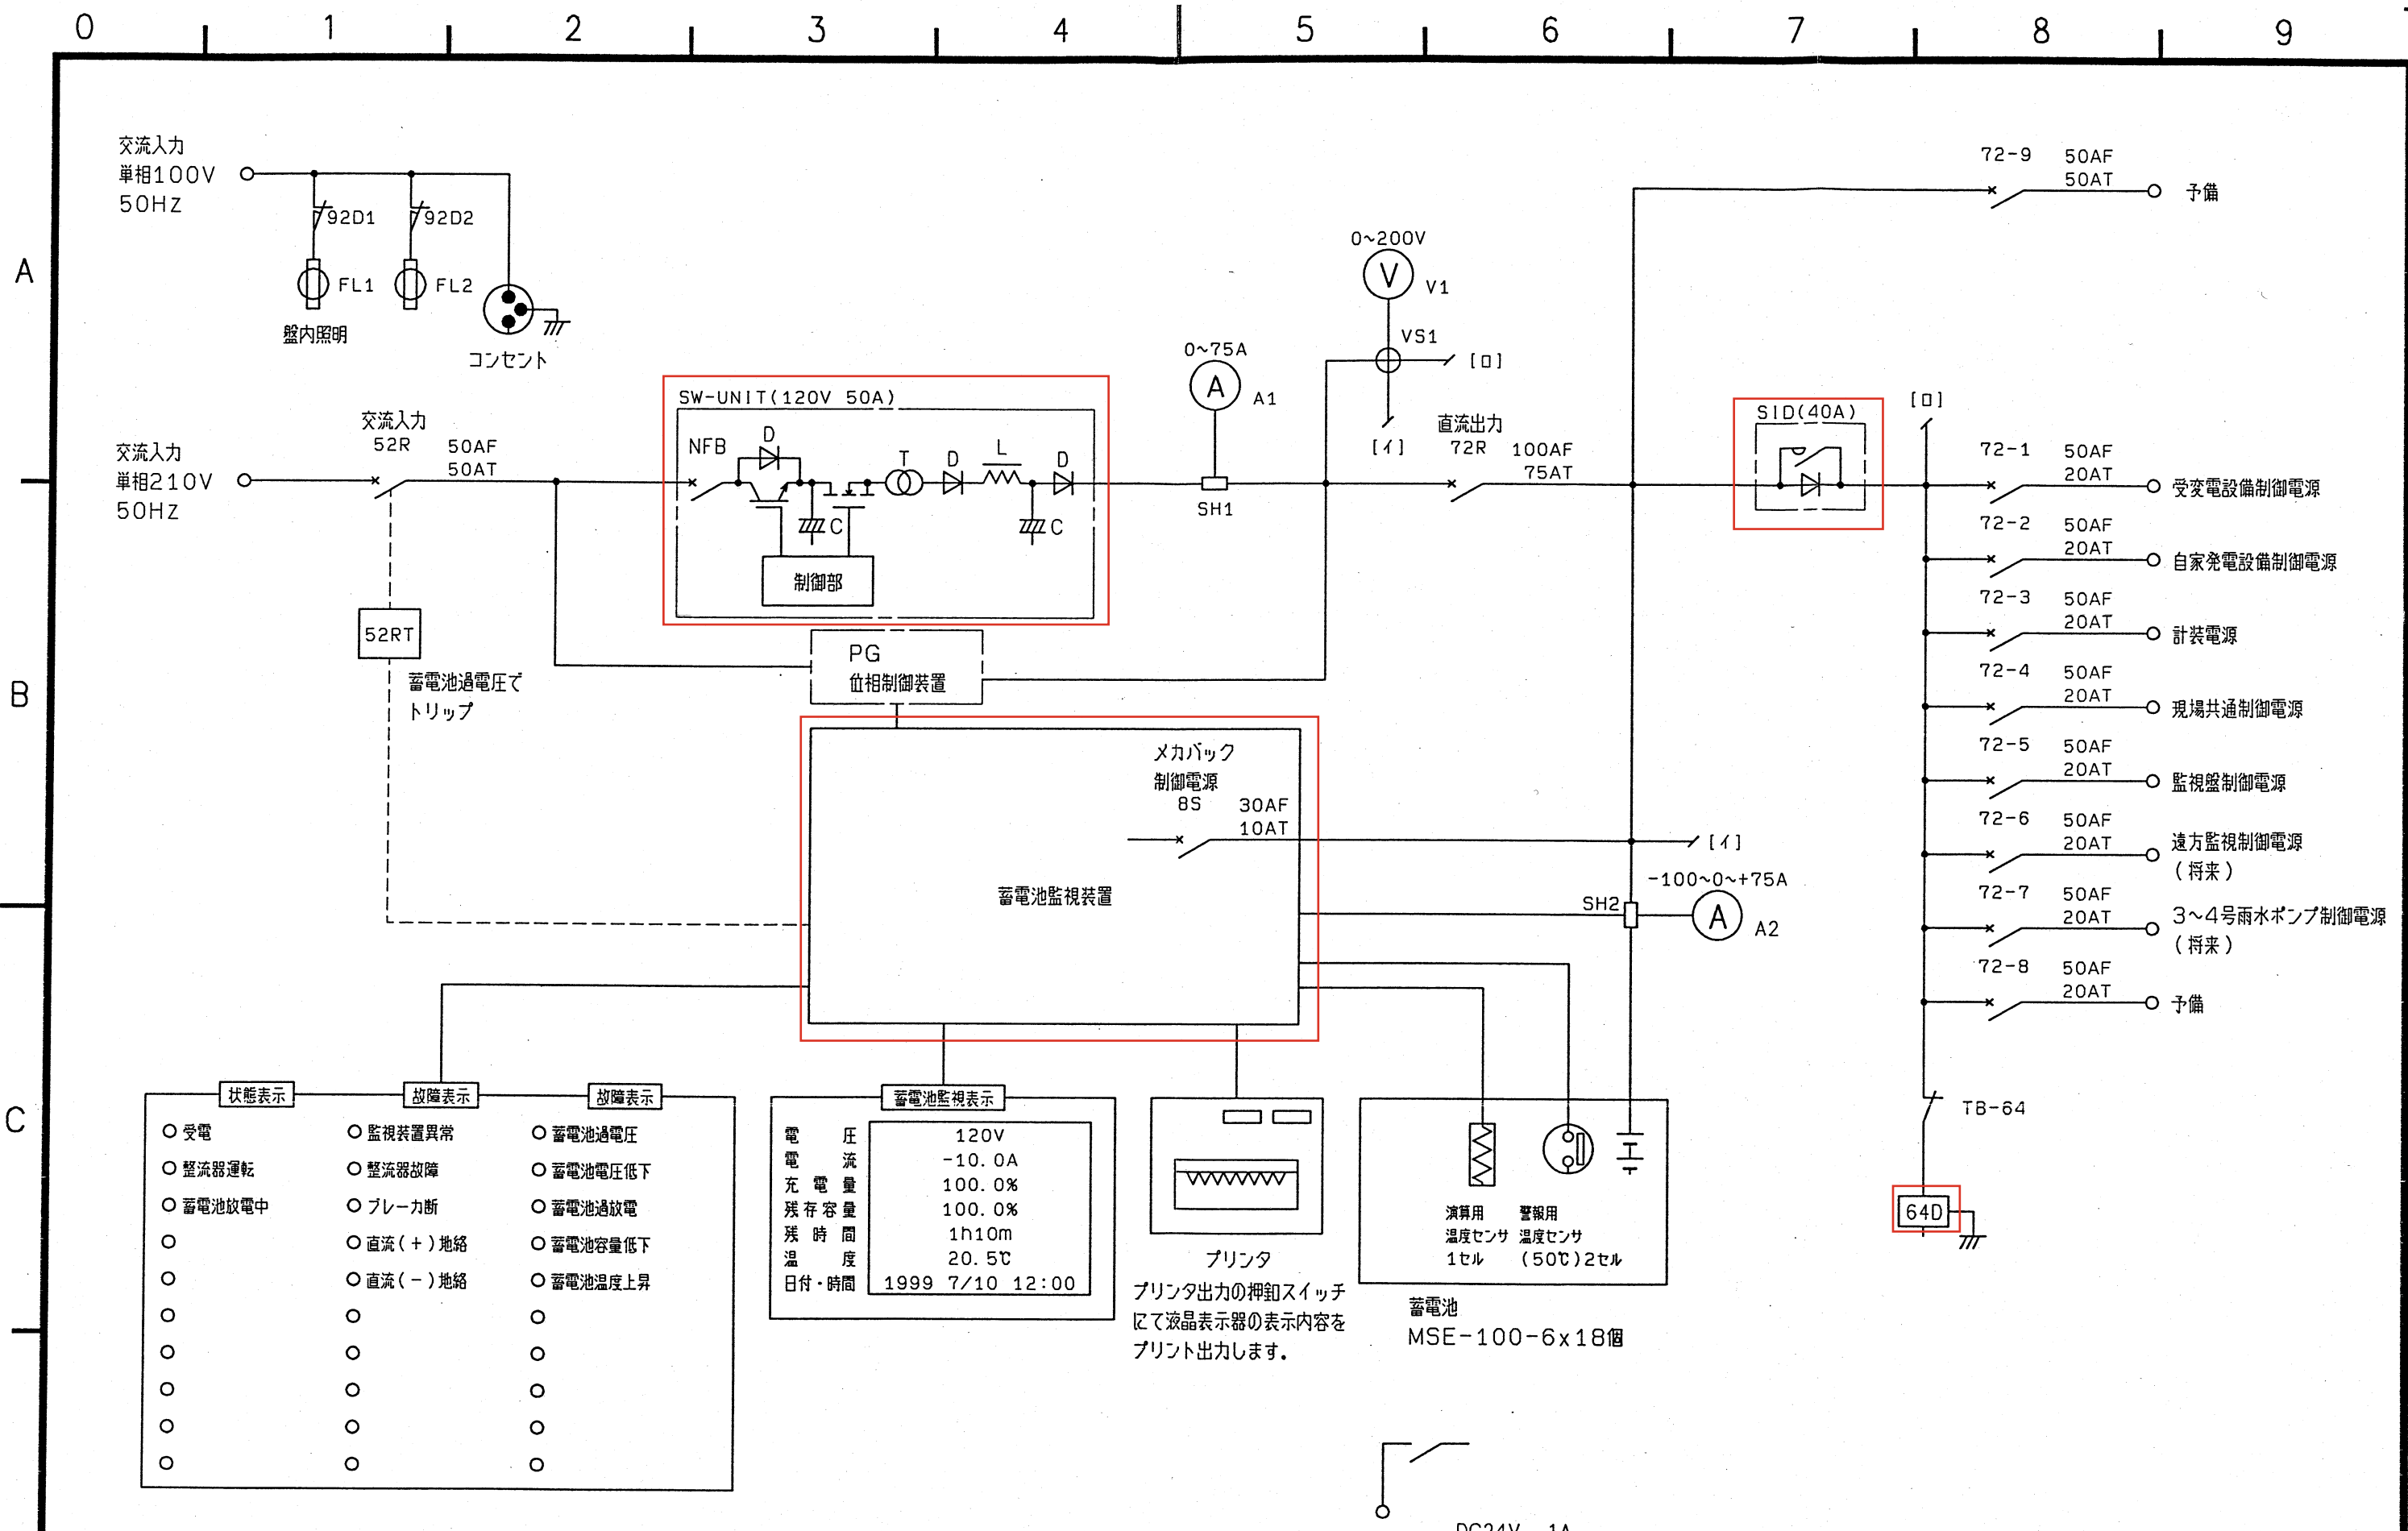 0 1 2 3 4 5 6 7 8 9
A
B
C
交流入力
単相100V
50HZ
92D1
92D2
FL1
FL2
盤内照明
コンセント
交流入力
単相210V
50HZ
交流入力
52R
50AF
50AT
52RT
蓄電池過電圧で
トリップ
SW-UNIT(120V 50A)
NFB
D
T
D
L
D
C
C
制御部
PG
位相制御装置
0~75A
A
A1
SH1
0~200V
V
V1
VS1
[ロ]
[イ]
直流出力
72R
100AF
75AT
SID(40A)
[ロ]
72-9
50AF
50AT
予備
72-1
50AF
20AT
受変電設備制御電源
72-2
50AF
20AT
自家発電設備制御電源
72-3
50AF
20AT
計装電源
72-4
50AF
20AT
現場共通制御電源
72-5
50AF
20AT
監視盤制御電源
72-6
50AF
20AT
遠方監視制御電源
(将来)
72-7
50AF
20AT
3~4号雨水ポンプ制御電源
(将来)
72-8
50AF
20AT
予備
TB-64
64D
メカバック
制御電源
8S
30AF
10AT
[イ]
蓄電池監視装置
-100~0~+75A
SH2
A
A2
状態表示
受電
整流器運転
蓄電池放電中
故障表示
監視装置異常
整流器故障
ブレーカ断
直流(+)地絡
直流(-)地絡
故障表示
蓄電池過電圧
蓄電池電圧低下
蓄電池過放電
蓄電池容量低下
蓄電池温度上昇
蓄電池監視表示
電圧 120V
電流 -10.0A
充電量 100.0%
残存容量 100.0%
残時間 1h10m
温度 20.5℃
日付・時間 1999 7/10 12:00
プリンタ
プリンタ出力の押釦スイッチ
にて液晶表示器の表示内容を
プリント出力します。
演算用
温度センサ
1セル
警報用
温度センサ
(50℃)2セル
蓄電池
MSE-100-6x18個
DC24V 1A